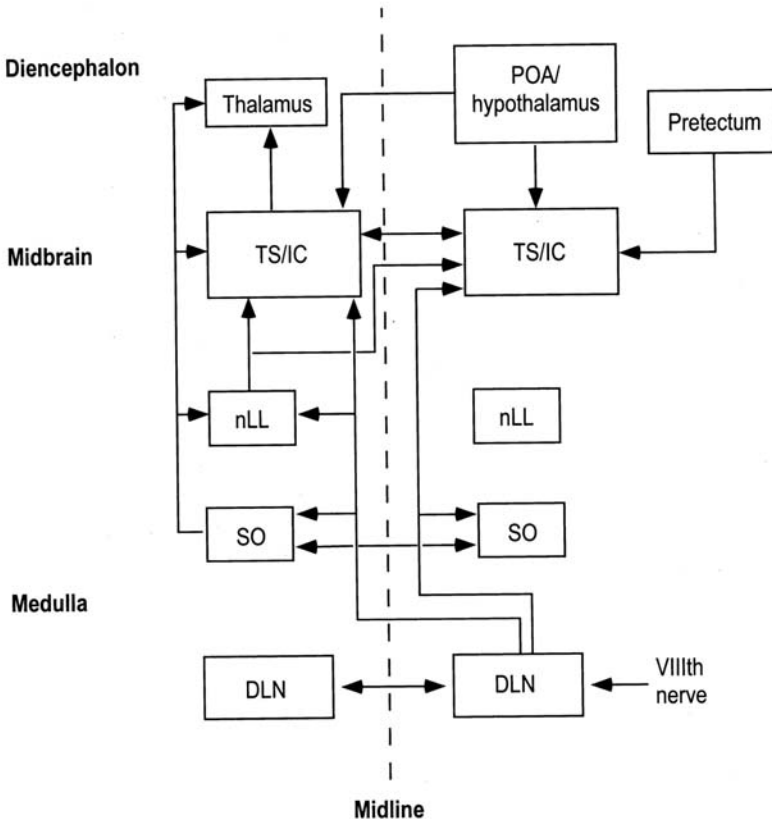 Diencephalon
Thalamus
POA/
hypothalamus
Pretectum
Midbrain
TS/IC
TS/IC
nLL
nLL
SO
SO
Medulla
DLN
DLN
VIIIth
nerve
Midline